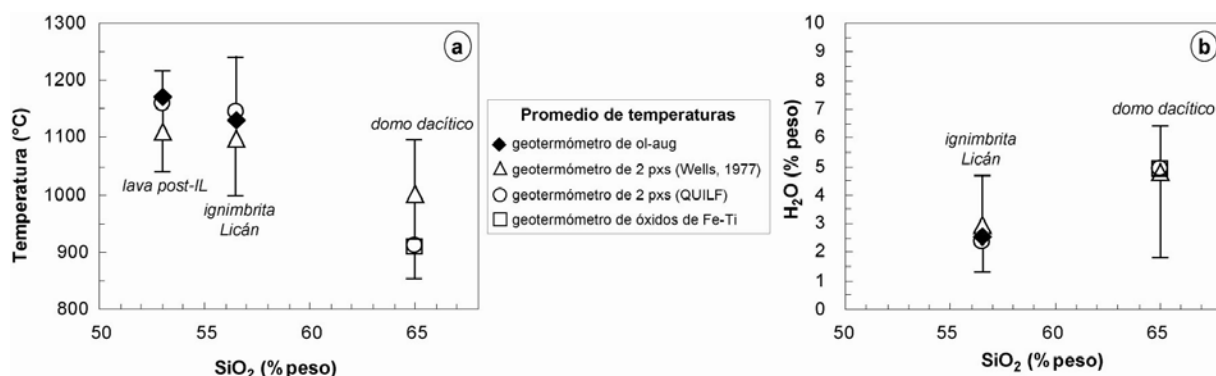 1300
1200
1100
1000
900
800
Temperatura (°C)
a
lava post-IL
ignimbrita
Licán
domo dacítico
50
55
60
65
SiO₂ (% peso)
Promedio de temperaturas
geotermómetro de ol-aug
geotermómetro de 2 pxs (Wells, 1977)
geotermómetro de 2 pxs (QUILF)
geotermómetro de óxidos de Fe-Ti
10
9
8
7
6
5
4
3
2
1
0
H₂O (% peso)
b
ignimbrita
Licán
domo dacítico
50
55
60
65
SiO₂ (% peso)